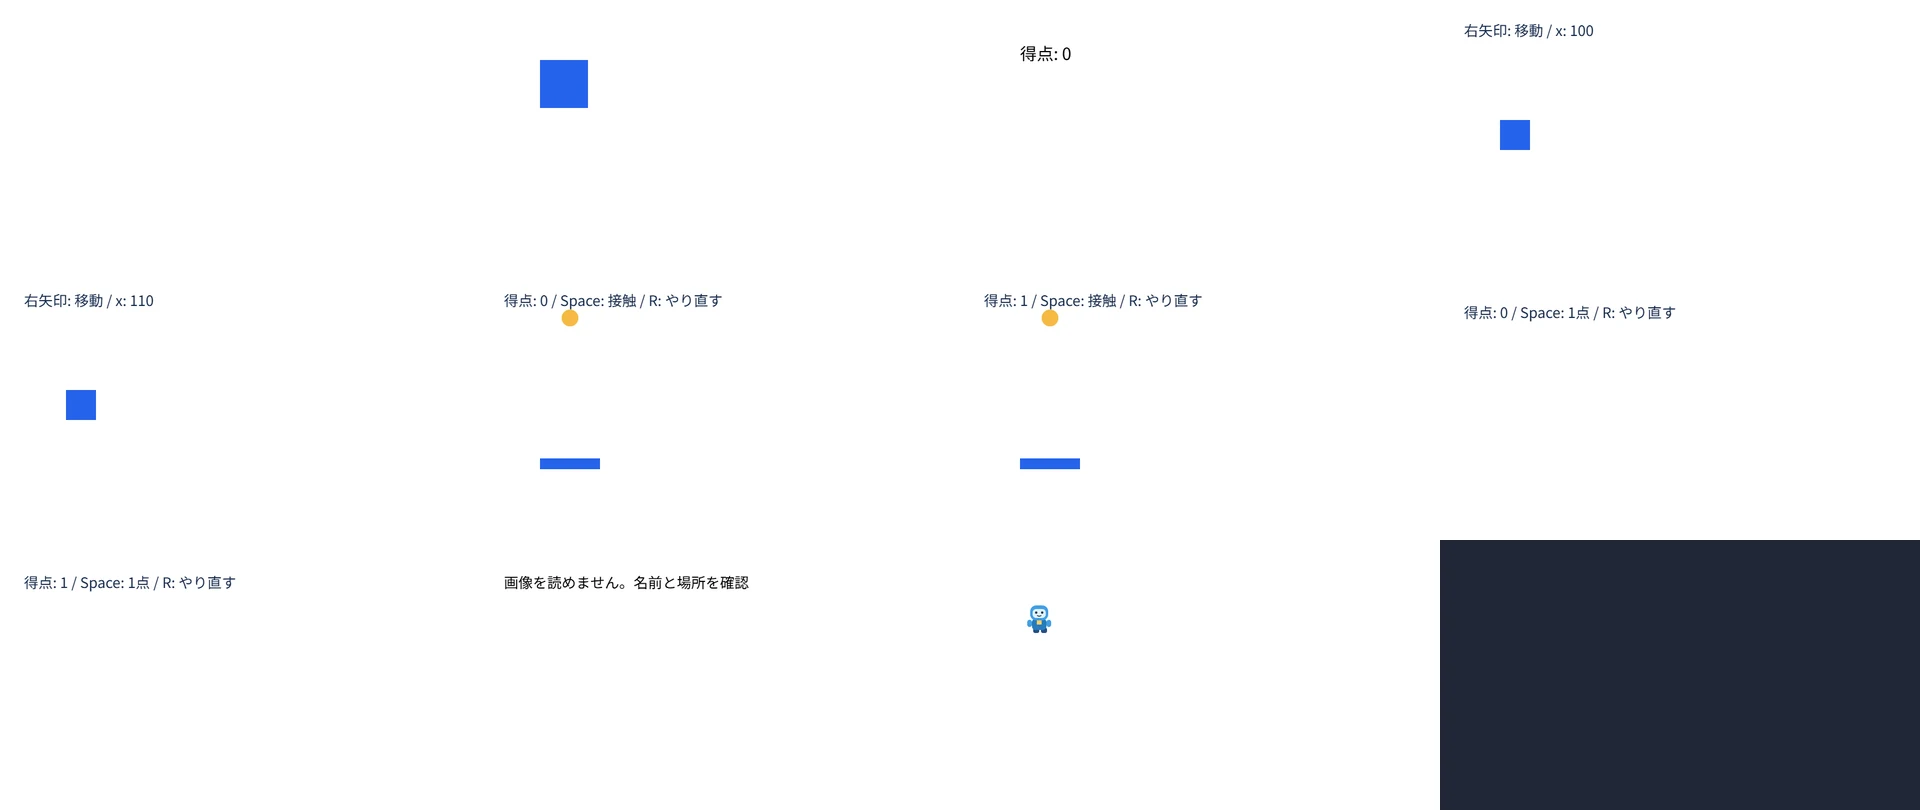 得点: 0
右矢印: 移動 / x: 100
右矢印: 移動 / x: 110
得点: 0 / Space: 接触 / R: やり直す
得点: 1 / Space: 接触 / R: やり直す
得点: 0 / Space: 1点 / R: やり直す
得点: 1 / Space: 1点 / R: やり直す
画像を読めません。名前と場所を確認